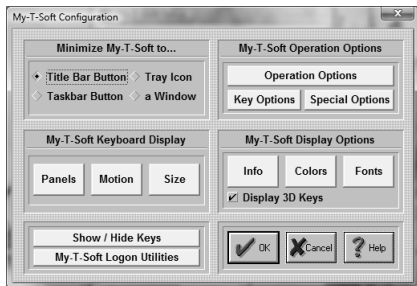 My-T-Soft Configuration
x
Minimize My-T-Soft to...
Title Bar Button
Tray Icon
Taskbar Button
a Window
My-T-Soft Operation Options
Operation Options
Key Options
Special Options
My-T-Soft Keyboard Display
Panels
Motion
Size
My-T-Soft Display Options
Info
Colors
Fonts
Display 3D Keys
Show / Hide Keys
My-T-Soft Logon Utilities
OK
Cancel
Help